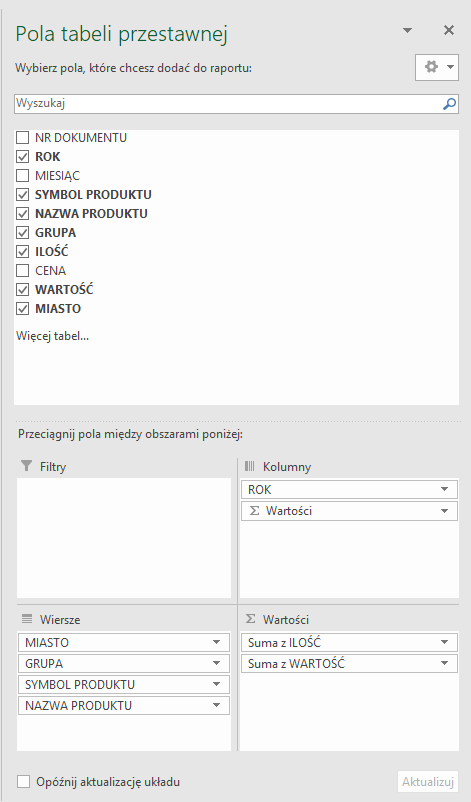 Pola tabeli przestawnej
Wybierz pola, które chcesz dodać do raportu:
Wyszukaj
NR DOKUMENTU
ROK
MIESIĄC
SYMBOL PRODUKTU
NAZWA PRODUKTU
GRUPA
ILOŚĆ
CENA
WARTOŚĆ
MIASTO
Więcej tabel...
Przeciągnij pola między obszarami poniżej:
Filtry
Kolumny
ROK
Σ Wartości
Wiersze
MIASTO
GRUPA
SYMBOL PRODUKTU
NAZWA PRODUKTU
Σ Wartości
Suma z ILOŚĆ
Suma z WARTOŚĆ
Opóźnij aktualizację układu
Aktualizuj